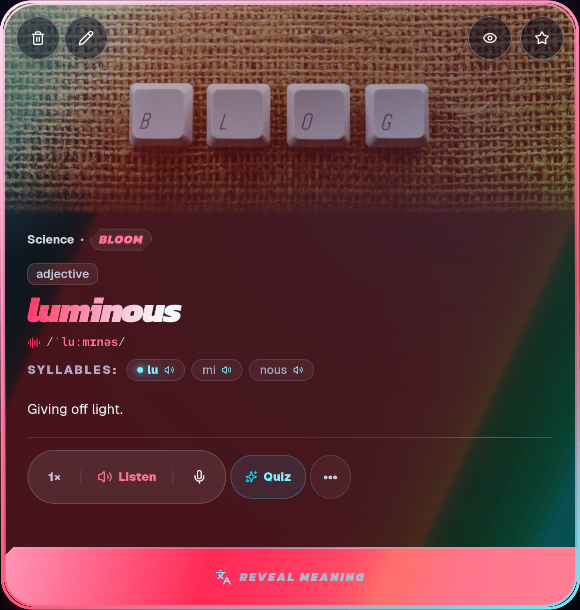 B L O G
Science • BLOOM
adjective
luminous
/ˈluːmɪnəs/
SYLLABLES: lu mi nous
Giving off light.
1× Listen Quiz
REVEAL MEANING